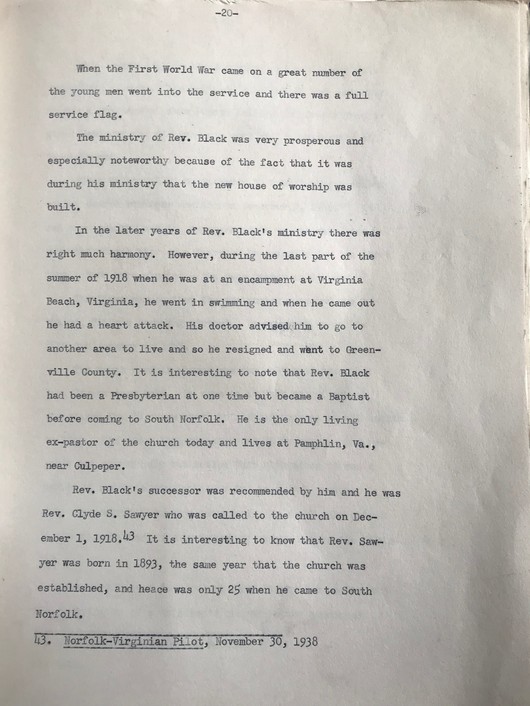 -20-
When the First World War came on a great number of
the young men went into the service and there was a full
service flag.
The ministry of Rev. Black was very prosperous and
especially noteworthy because of the fact that it was
during his ministry that the new house of worship was
built.
In the later years of Rev. Black's ministry there was
right much harmony. However, during the last part of the
summer of 1918 when he was at an encampment at Virginia
Beach, Virginia, he went in swimming and when he came out
he had a heart attack. His doctor advised him to go to
another area to live and so he resigned and want to Green-
ville County. It is interesting to note that Rev. Black
had been a Presbyterian at one time but became a Baptist
before coming to South Norfolk. He is the only living
ex-pastor of the church today and lives at Pamphlin, Va.,
near Culpeper.
Rev. Black's successor was recommended by him and he was
Rev. Clyde S. Sawyer who was called to the church on Dec-
ember 1, 1918.43 It is interesting to know that Rev. Saw-
yer was born in 1893, the same year that the church was
established, and heace was only 25 when he came to South
Norfolk.
43. Norfolk-Virginian Pilot, November 30, 1938